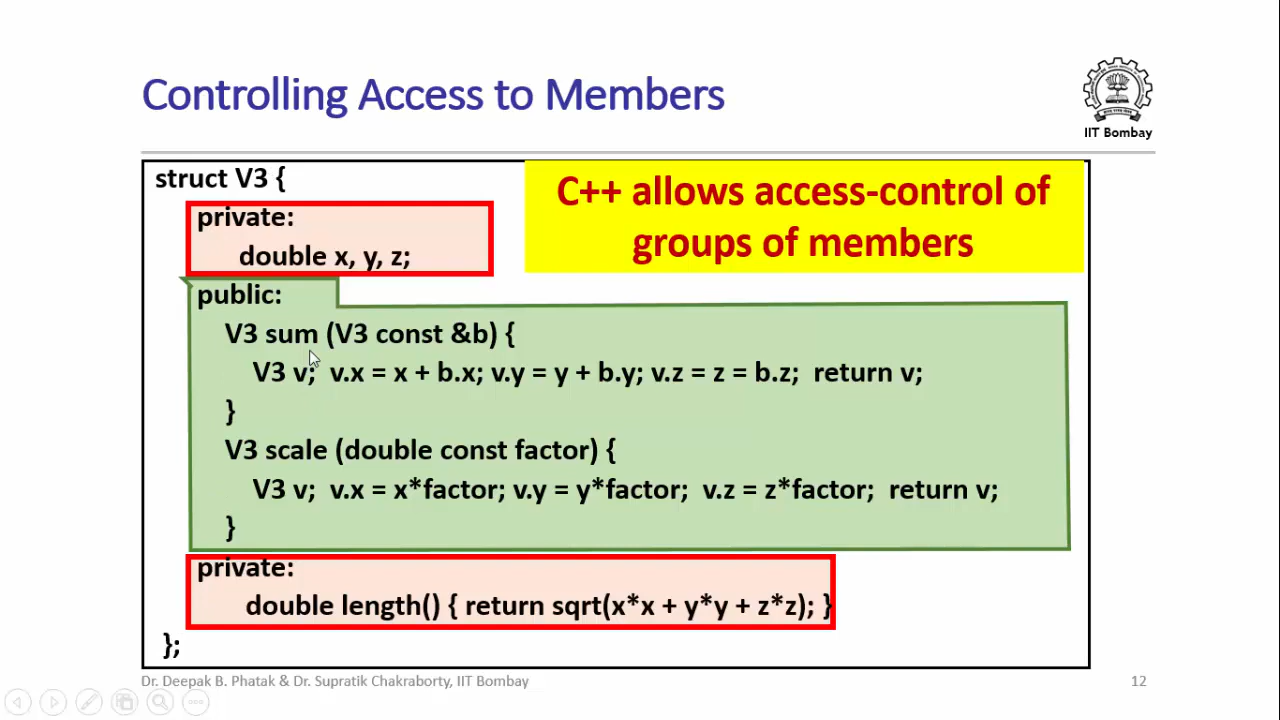 Controlling Access to Members
IIT Bombay
struct V3 {
C++ allows access-control of
groups of members
private:
double x, y, z;
public:
V3 sum (V3 const &b) {
V3 v; v.x = x + b.x; v.y = y + b.y; v.z = z = b.z; return v;
}
V3 scale (double const factor) {
V3 v; v.x = x*factor; v.y = y*factor; v.z = z*factor; return v;
}
private:
double length() { return sqrt(x*x + y*y + z*z); }
};
Dr. Deepak B. Phatak & Dr. Supratik Chakraborty, IIT Bombay
12